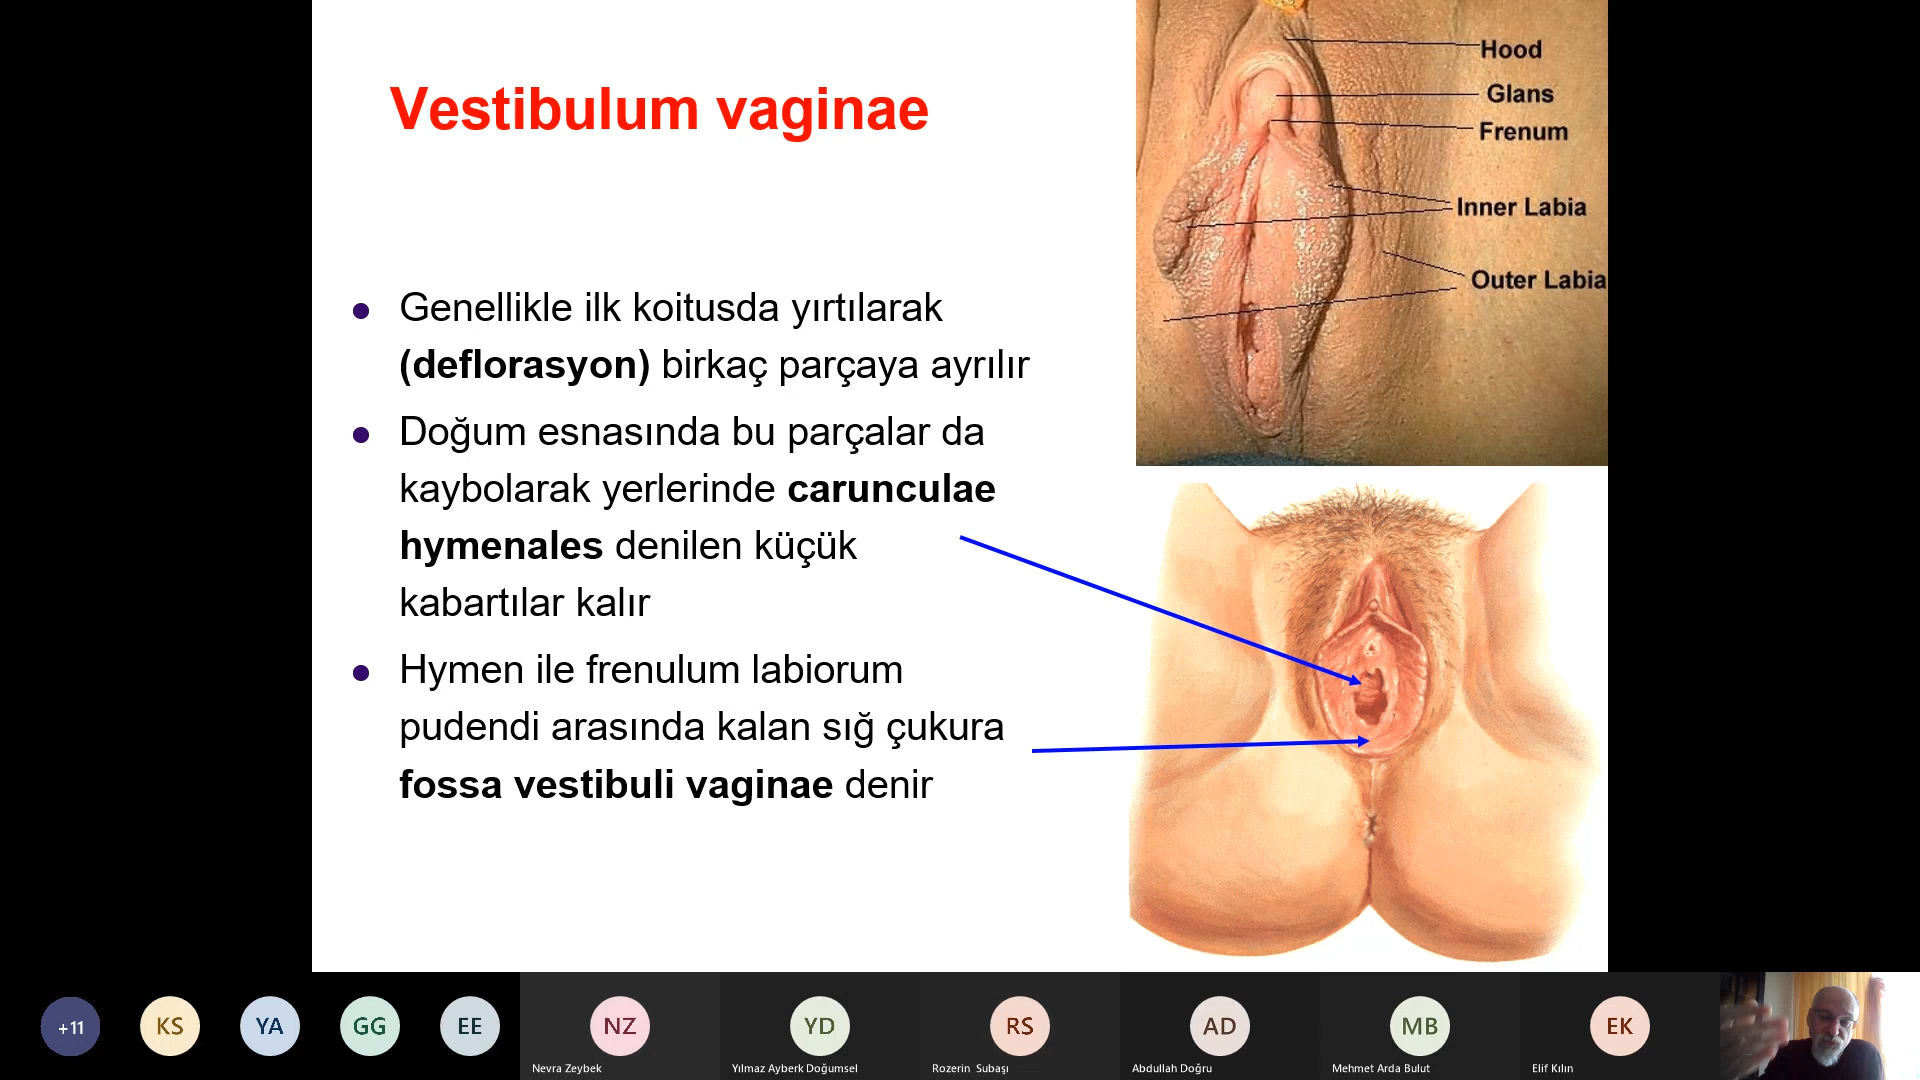 Vestibulum vaginae
Genellikle ilk koitusda yırtılarak
(deflorasyon) birkaç parçaya ayrılır
Doğum esnasında bu parçalar da
kaybolarak yerlerinde carunculae
hymenales denilen küçük
kabartılar kalır
Hymen ile frenulum labiorum
pudendi arasında kalan sığ çukura
fossa vestibuli vaginae denir
Hood
Glans
Frenum
Inner Labia
Outer Labia
+11
KS
YA
GG
EE
NZ
Nevra Zeybek
YD
Yılmaz Ayberk Doğumsel
RS
Rozerin Subaşı
AD
Abdullah Doğru
MB
Mehmet Arda Bulut
EK
Elif Kılın